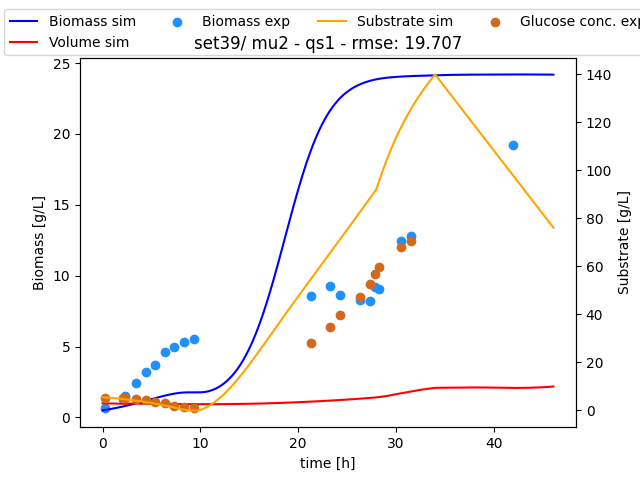 Biomass sim Biomass exp Substrate sim Glucose conc. exp
Volume sim
set39/ mu2 - qs1 - rmse: 19.707
25
20
15
10
5
0
Biomass [g/L]
140
120
100
80
60
40
20
0
Substrate [g/L]
0 10 20 30 40
time [h]